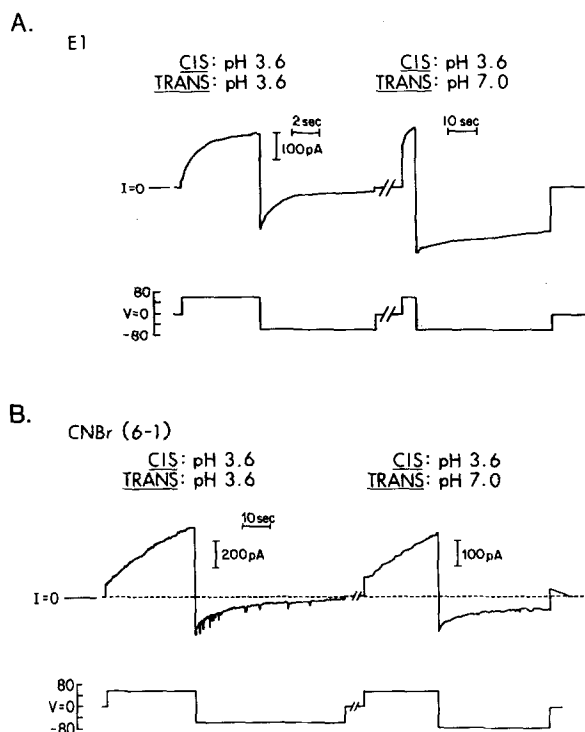 A.
E1
CIS: pH 3.6
TRANS: pH 3.6
CIS: pH 3.6
TRANS: pH 7.0
2 sec
100pA
10 sec
I=0
80
V=0
-80
B.
CNBr (6-1)
CIS: pH 3.6
TRANS: pH 3.6
CIS: pH 3.6
TRANS: pH 7.0
10sec
200pA
100pA
I=0
80
V=0
-80